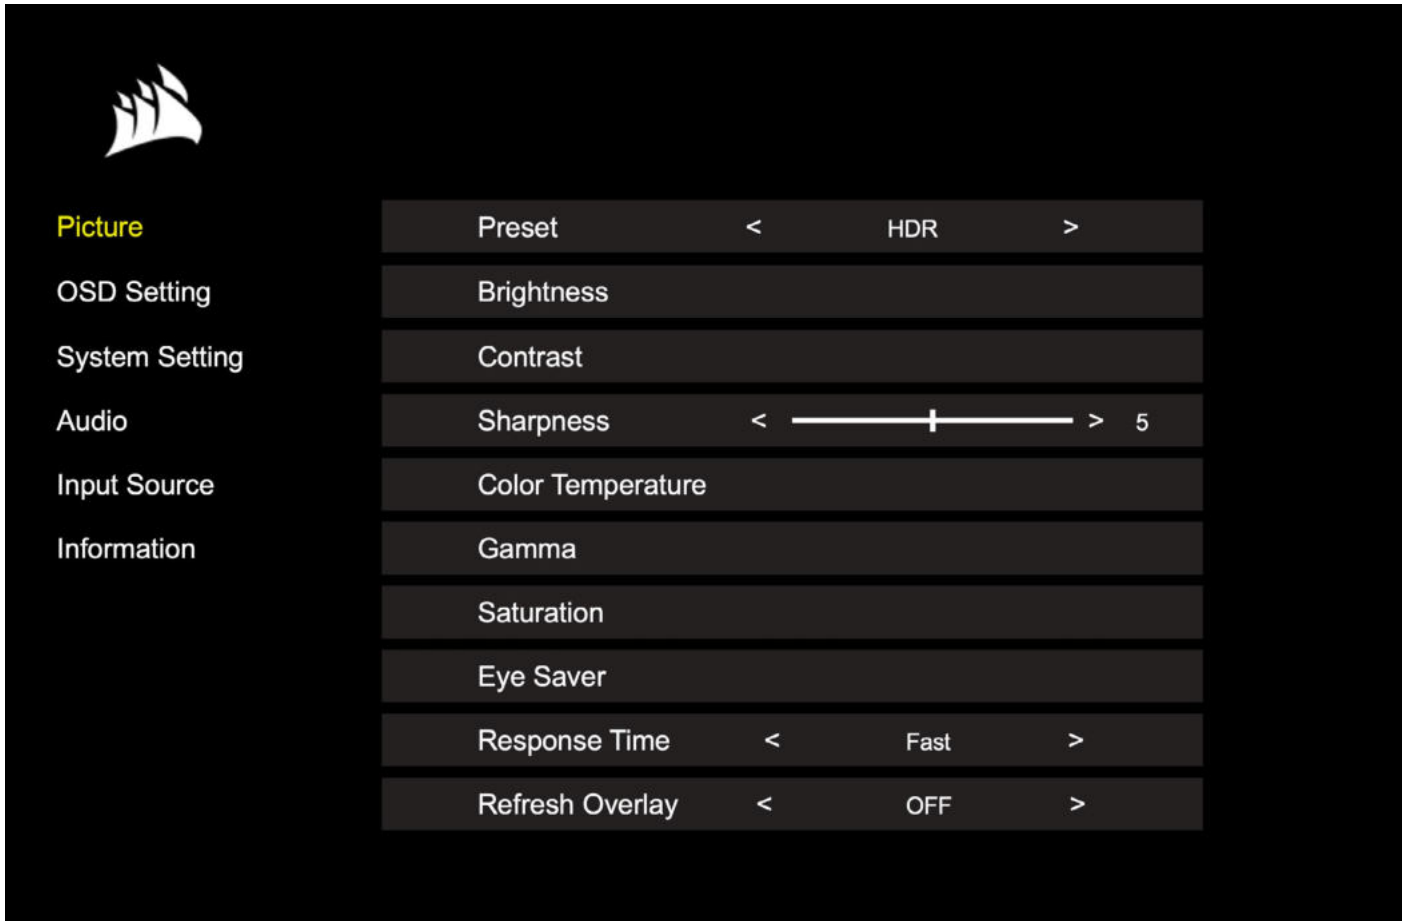 Picture
Preset < HDR >
OSD Setting
Brightness
System Setting
Contrast
Audio
Sharpness < > 5
Input Source
Color Temperature
Information
Gamma
Saturation
Eye Saver
Response Time < Fast >
Refresh Overlay < OFF >